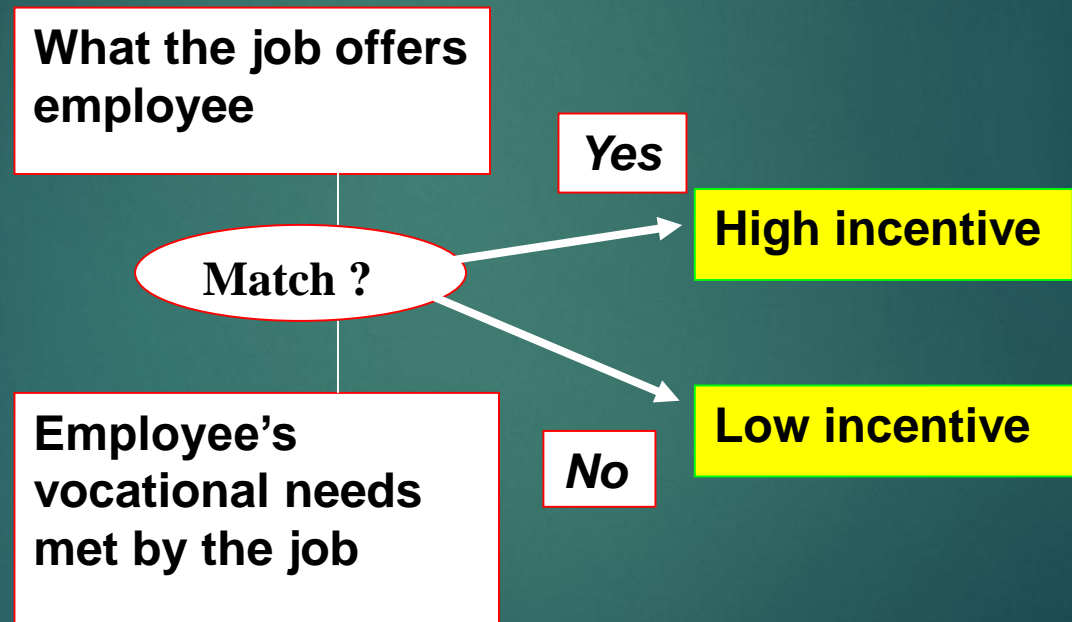 What the job offers
employee
Yes
High incentive
Match ?
Low incentive
Employee’s
vocational needs
met by the job
No